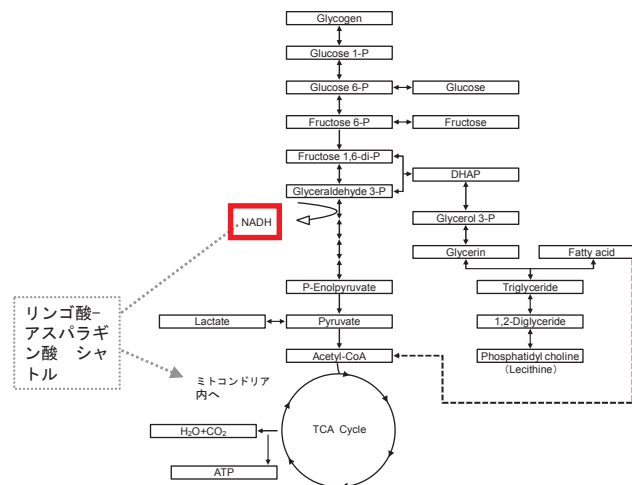 Glycogen
Glucose 1-P
Glucose 6-P
Glucose
Fructose 6-P
Fructose
Fructose 1,6-di-P
DHAP
Glyceraldehyde 3-P
NADH
Glycerol 3-P
Glycerin
Fatty acid
P-Enolpyruvate
Triglyceride
リンゴ酸–
アスパラギ
ン酸 シャ
トル
Lactate
Pyruvate
1,2-Diglyceride
Acetyl-CoA
Phosphatidyl choline
(Lecithine)
ミトコンドリア
内へ
TCA Cycle
H₂O+CO₂
ATP